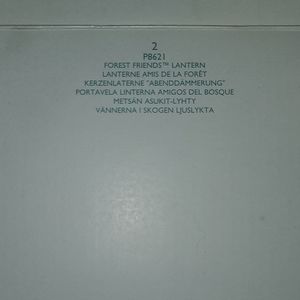 2
P8621
FOREST FRIENDS™ LANTERN
LANTERNE AMIS DE LA FORÊT
KERZENLATERNE "ABENDDÄMMERUNG"
PORTAVELA LINTERNA AMIGOS DEL BOSQUE
METSÄN ASUKIT-LYHTY
VÄNNERNA I SKOGEN LJUSLYKTA